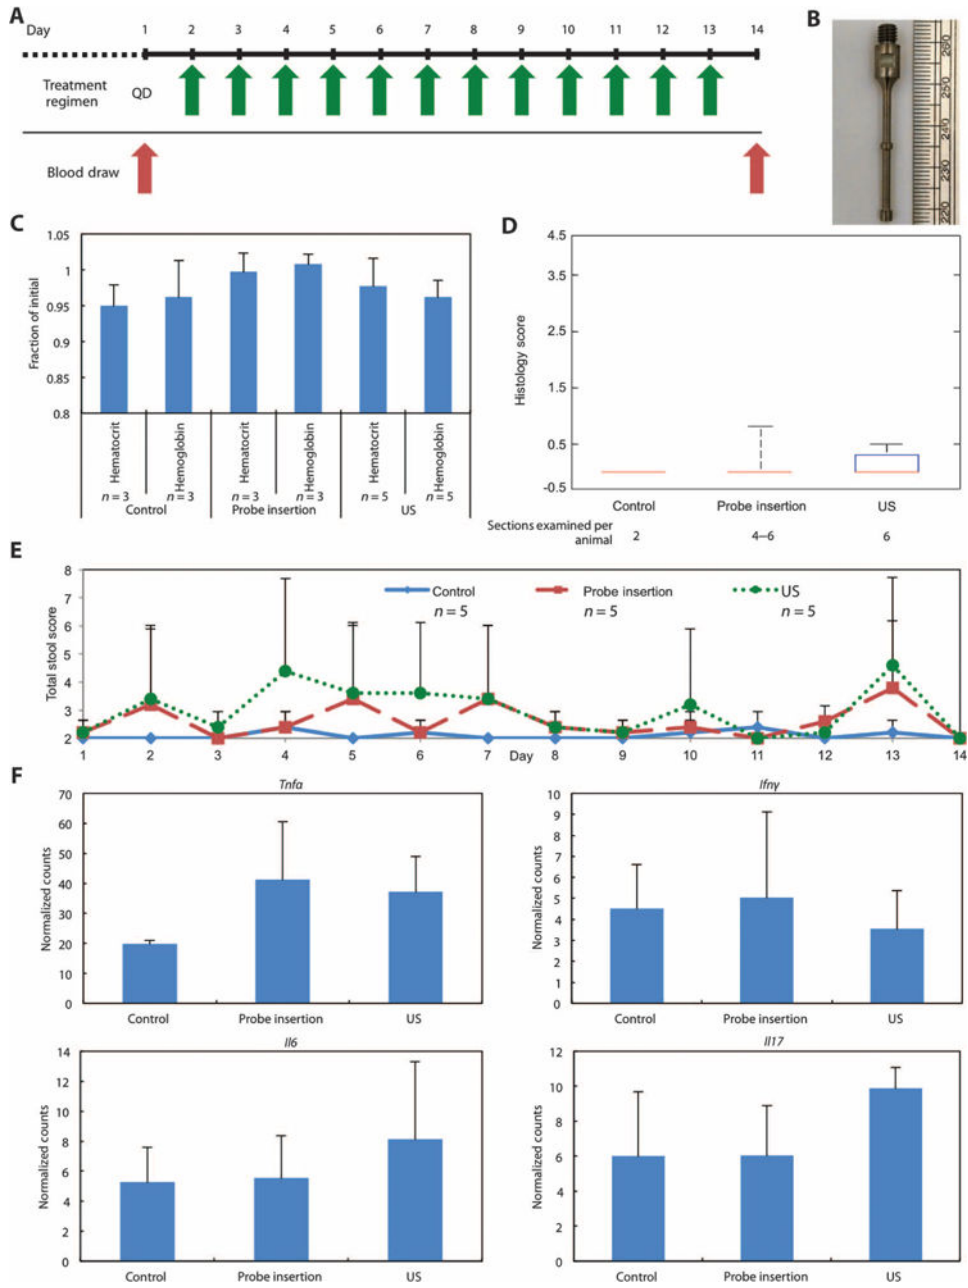 A
Day 1 2 3 4 5 6 7 8 9 10 11 12 13 14
Treatment regimen QD
Blood draw
B
260
250
240
230
220
C
Fraction of initial
1.05
1
0.95
0.9
0.85
0.8
Hematocrit Hemoglobin Hematocrit Hemoglobin Hematocrit Hemoglobin
n = 3 n = 3 n = 3 n = 3 n = 5 n = 5
Control Probe insertion US
D
Histology score
4.5
3.5
2.5
1.5
0.5
-0.5
Control Probe insertion US
Sections examined per animal 2 4–6 6
E
Total stool score
8
7
6
5
4
3
2
Control Probe insertion US
n = 5 n = 5 n = 5
1 2 3 4 5 6 7 Day 8 9 10 11 12 13 14
F
Tnfα
Normalized counts
70
60
50
40
30
20
10
0
Control Probe insertion US
Ifnγ
Normalized counts
10
9
8
7
6
5
4
3
2
1
0
Control Probe insertion US
Il6
Normalized counts
14
12
10
8
6
4
2
0
Control Probe insertion US
Il17
Normalized counts
12
10
8
6
4
2
0
Control Probe insertion US